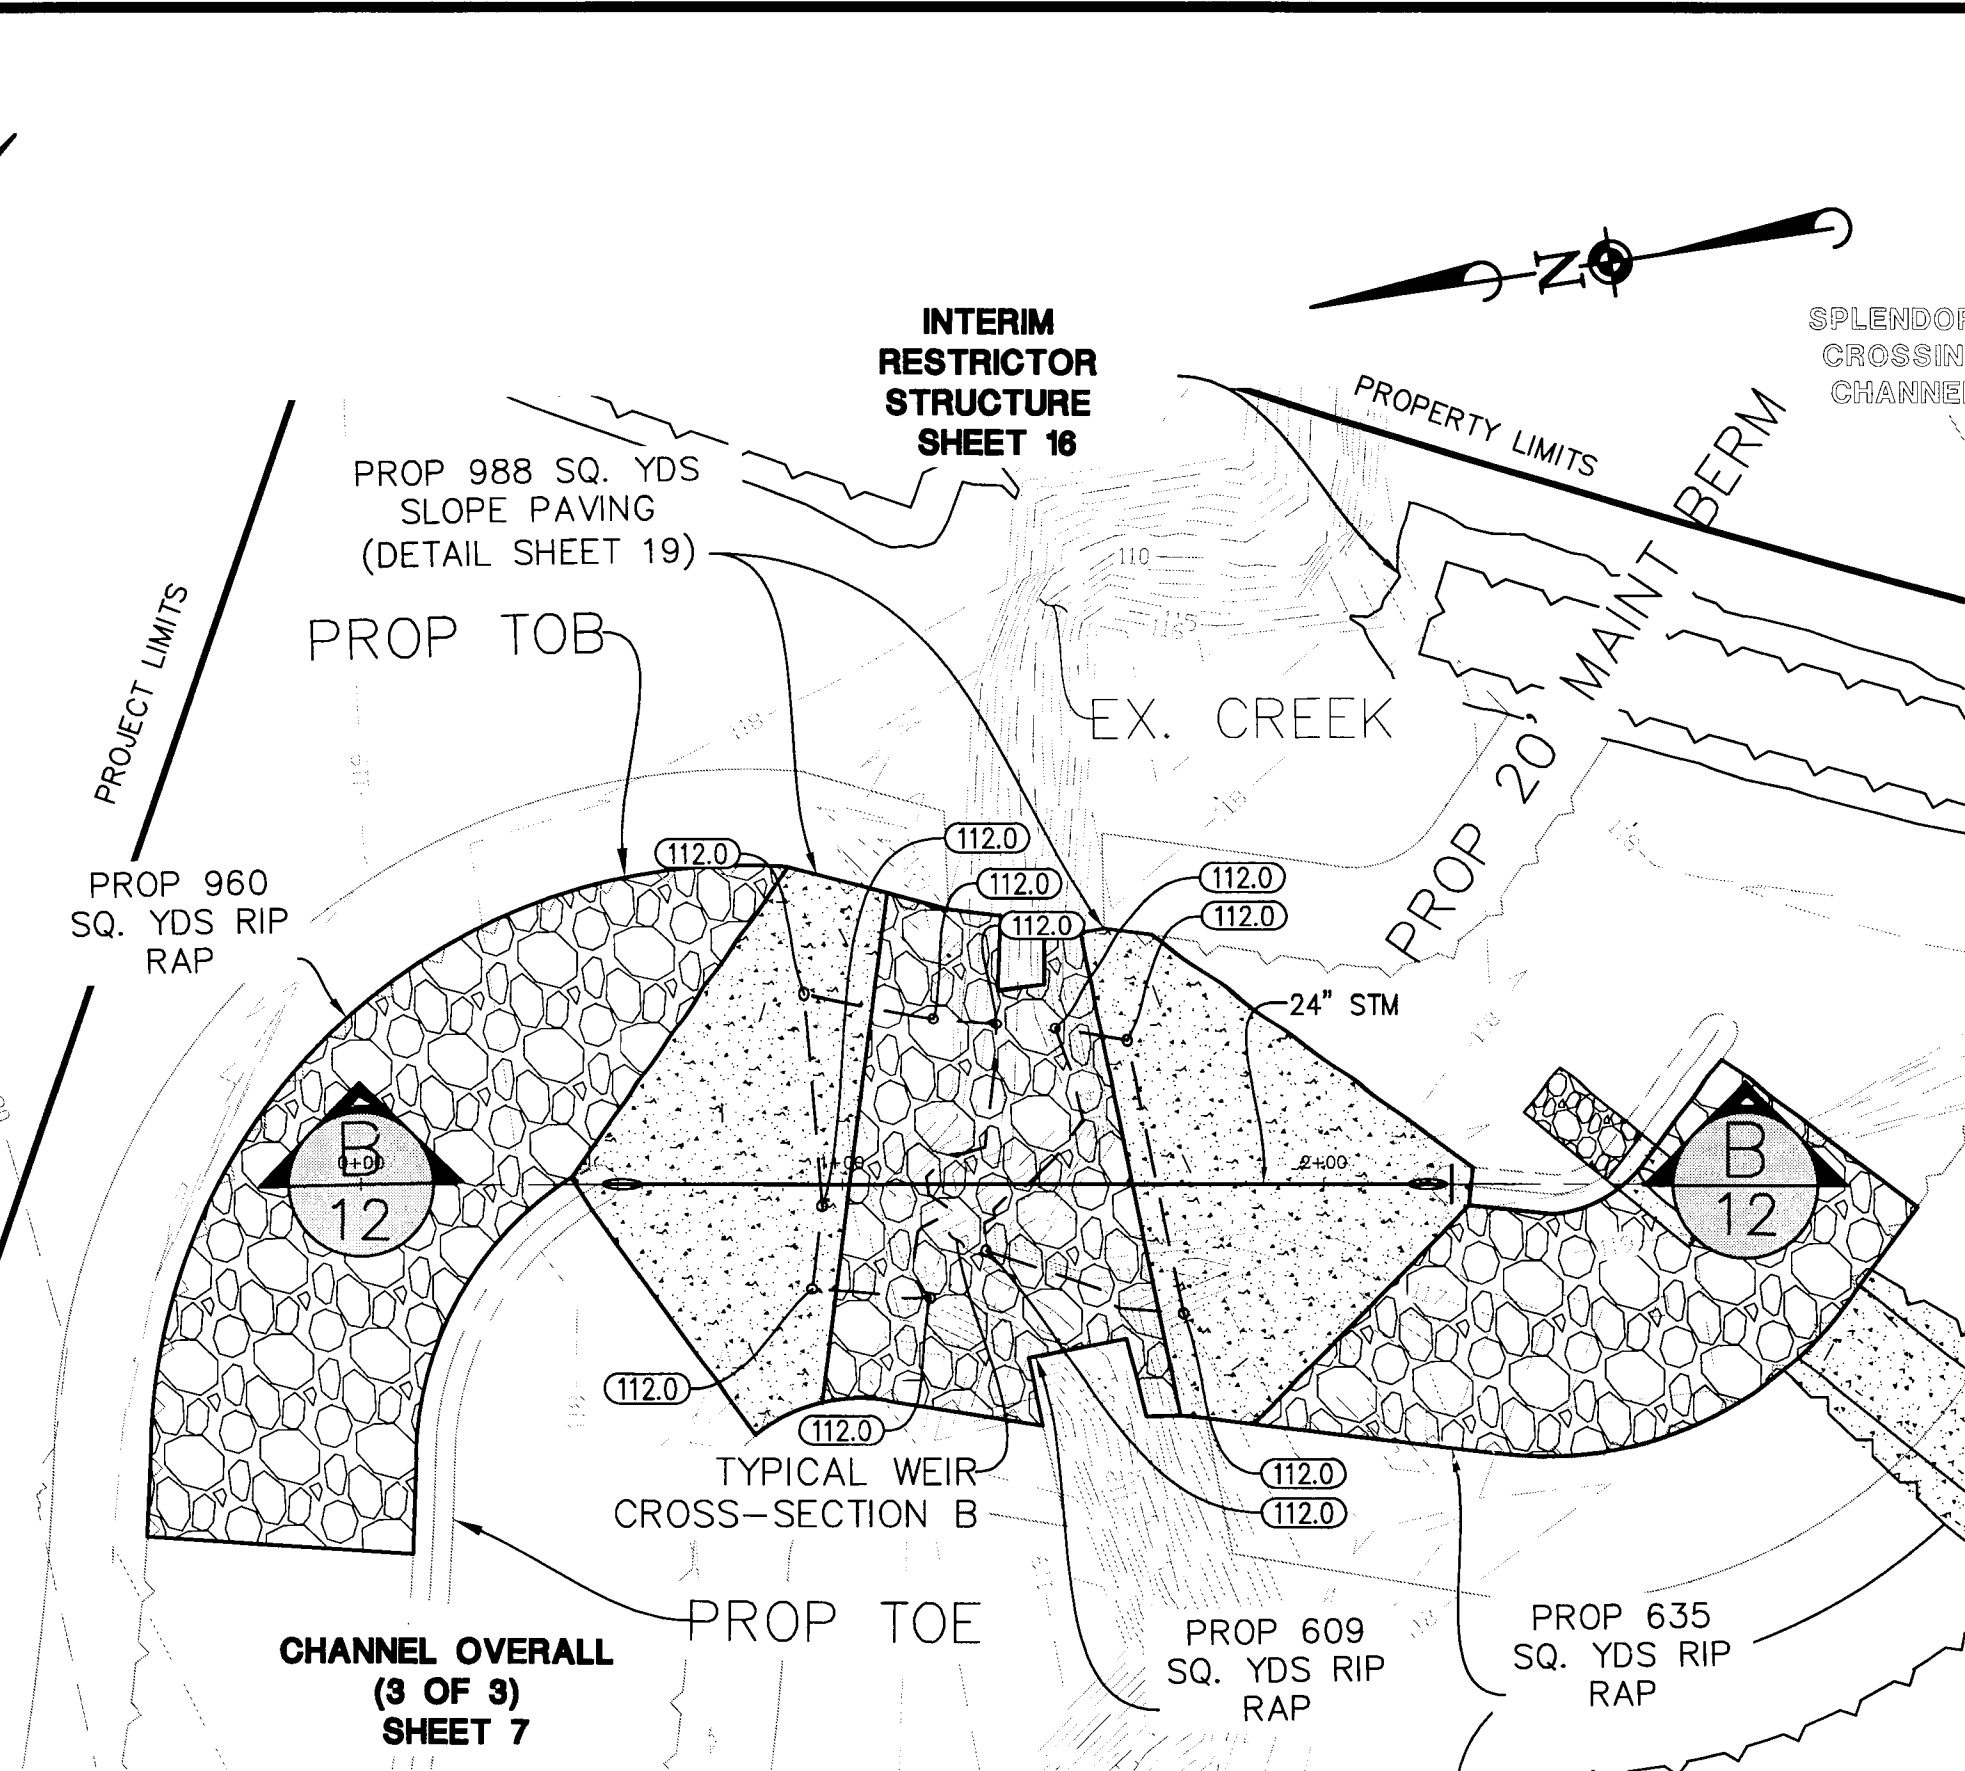 INTERIM
RESTRICTOR
STRUCTURE
SHEET 16
N
PROPERTY LIMITS
PROP 20' MAINT BERM
PROP 988 SQ. YDS
SLOPE PAVING
(DETAIL SHEET 19)
PROP TOB
PROJECT LIMITS
110
115
EX. CREEK
118
PROP 960
SQ. YDS RIP
RAP
112.0
112.0
112.0
112.0
112.0
112.0
24" STM
B
0+00
12
1+00
2+00
B
12
112.0
112.0
TYPICAL WEIR
CROSS-SECTION B
112.0
112.0
PROP TOE
CHANNEL OVERALL
(3 OF 3)
SHEET 7
PROP 609
SQ. YDS RIP
RAP
PROP 635
SQ. YDS RIP
RAP